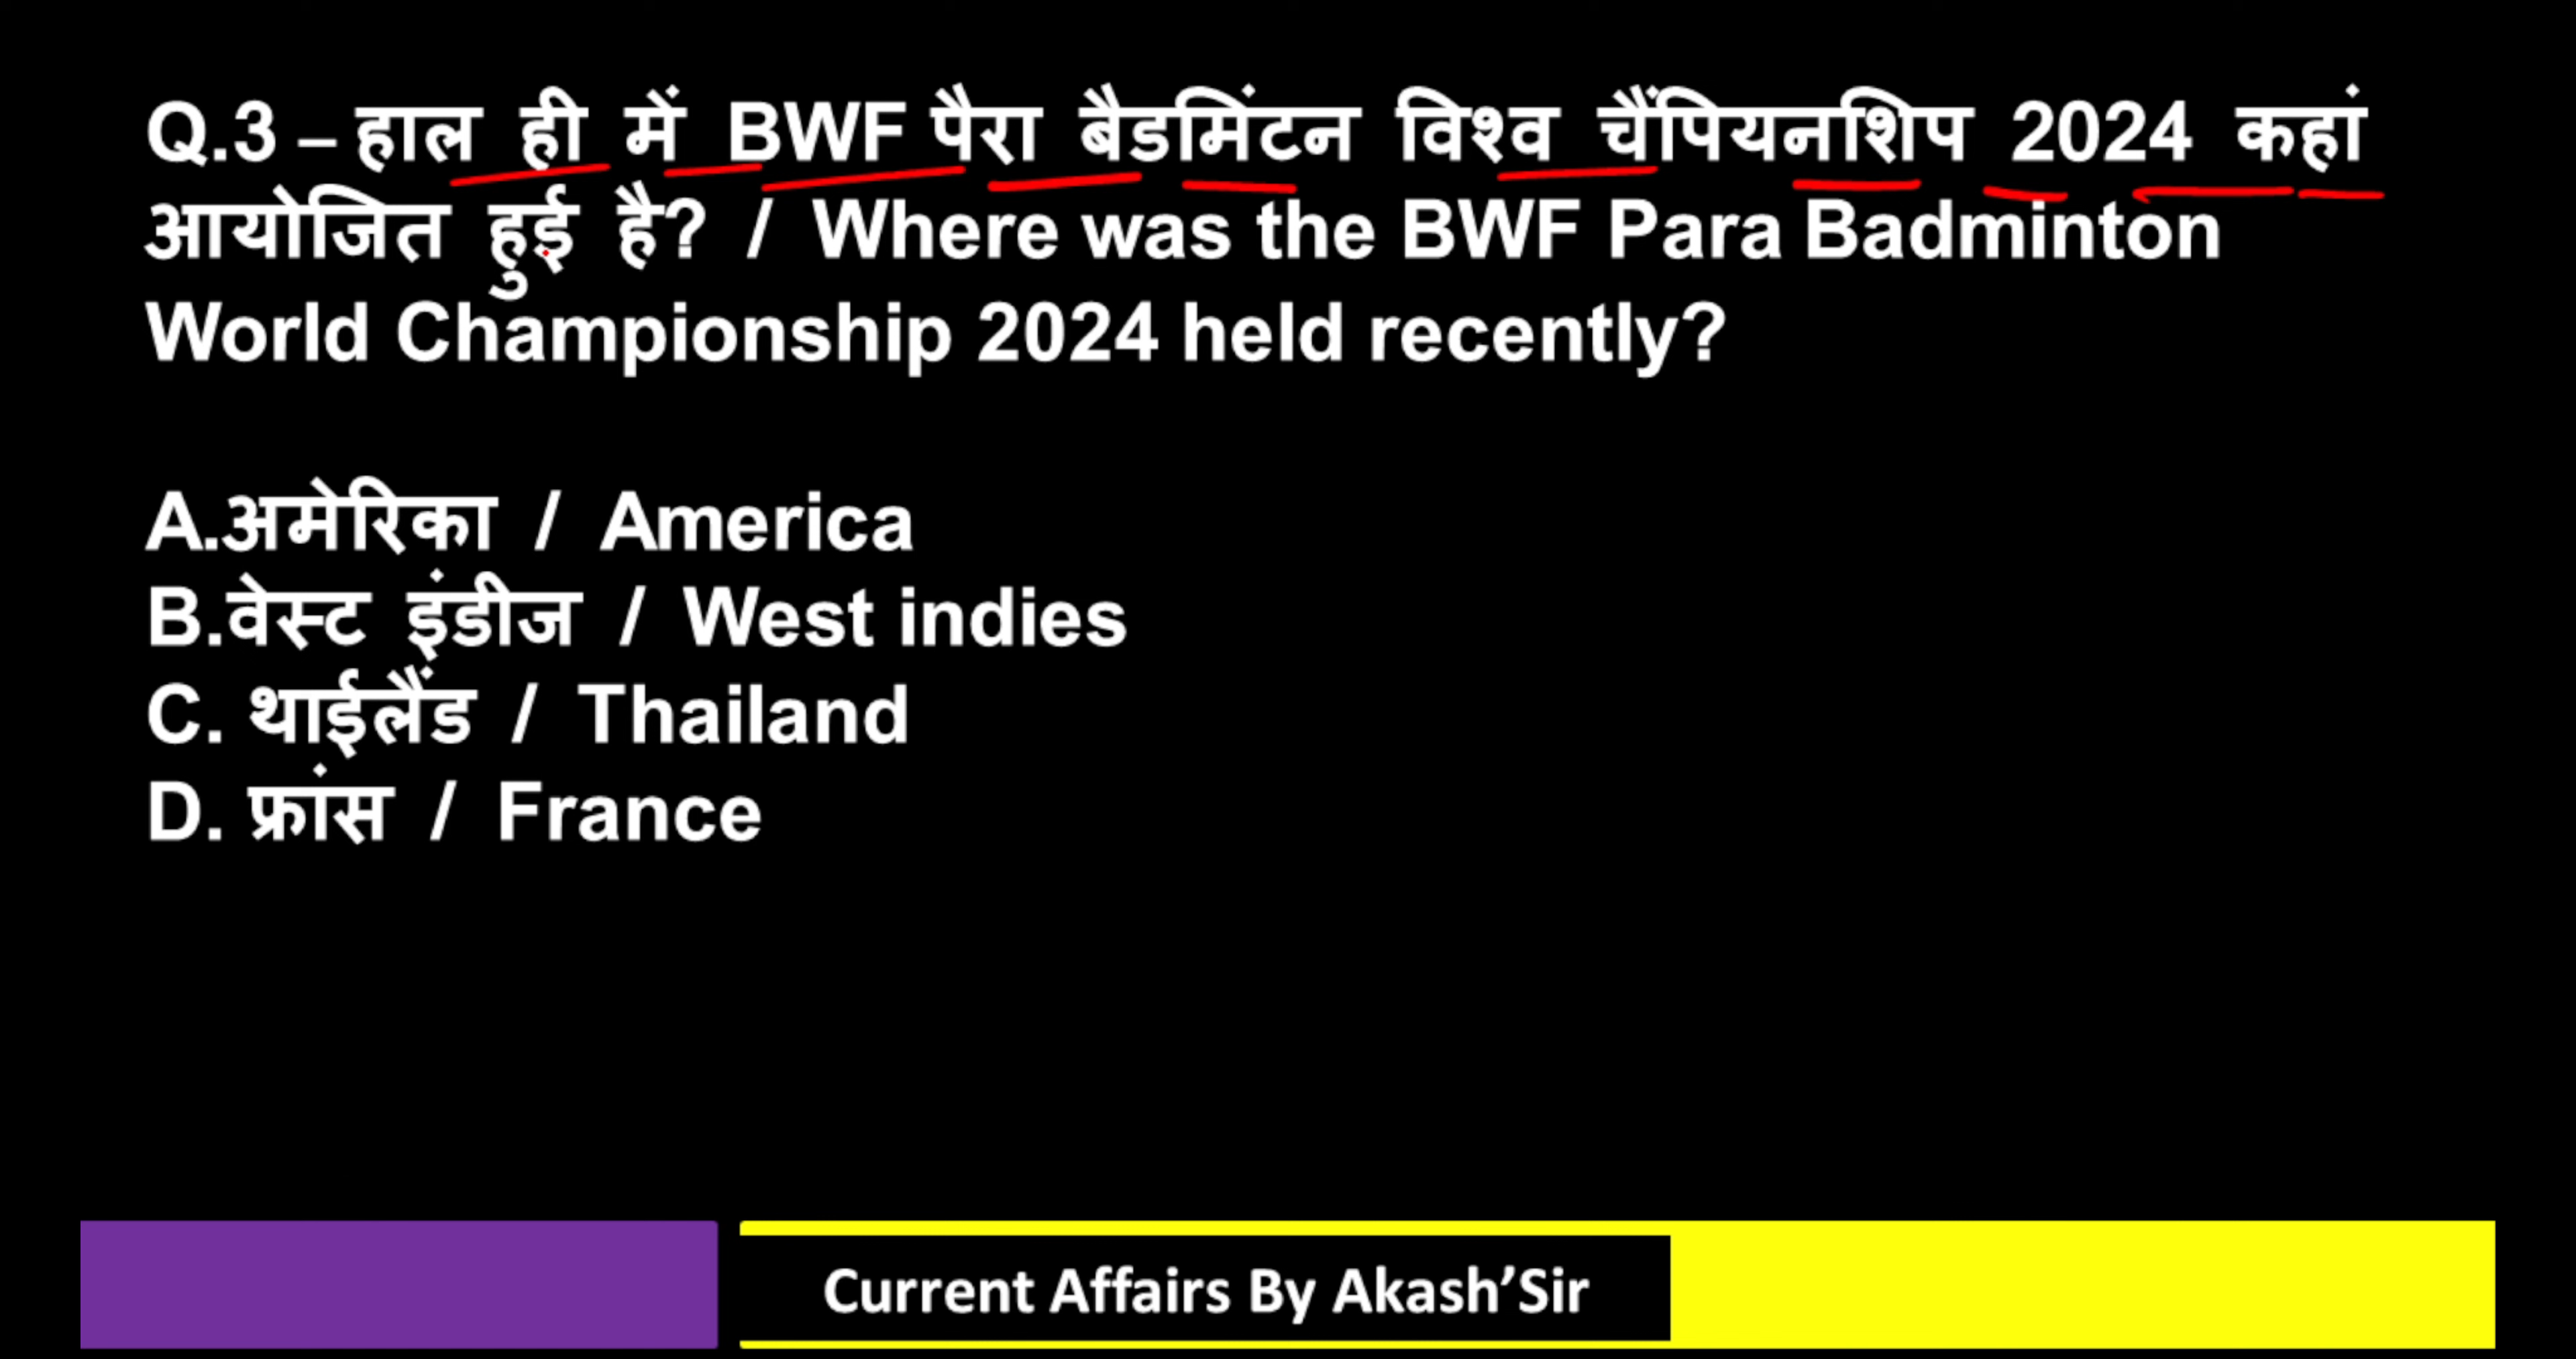 Q.3 – हाल ही में BWF पैरा बैडमिंटन विश्व चैंपियनशिप 2024 कहां
आयोजित हुई है? / Where was the BWF Para Badminton
World Championship 2024 held recently?
A.अमेरिका / America
B.वेस्ट इंडीज / West indies
C. थाईलैंड / Thailand
D. फ्रांस / France
Current Affairs By Akash’Sir